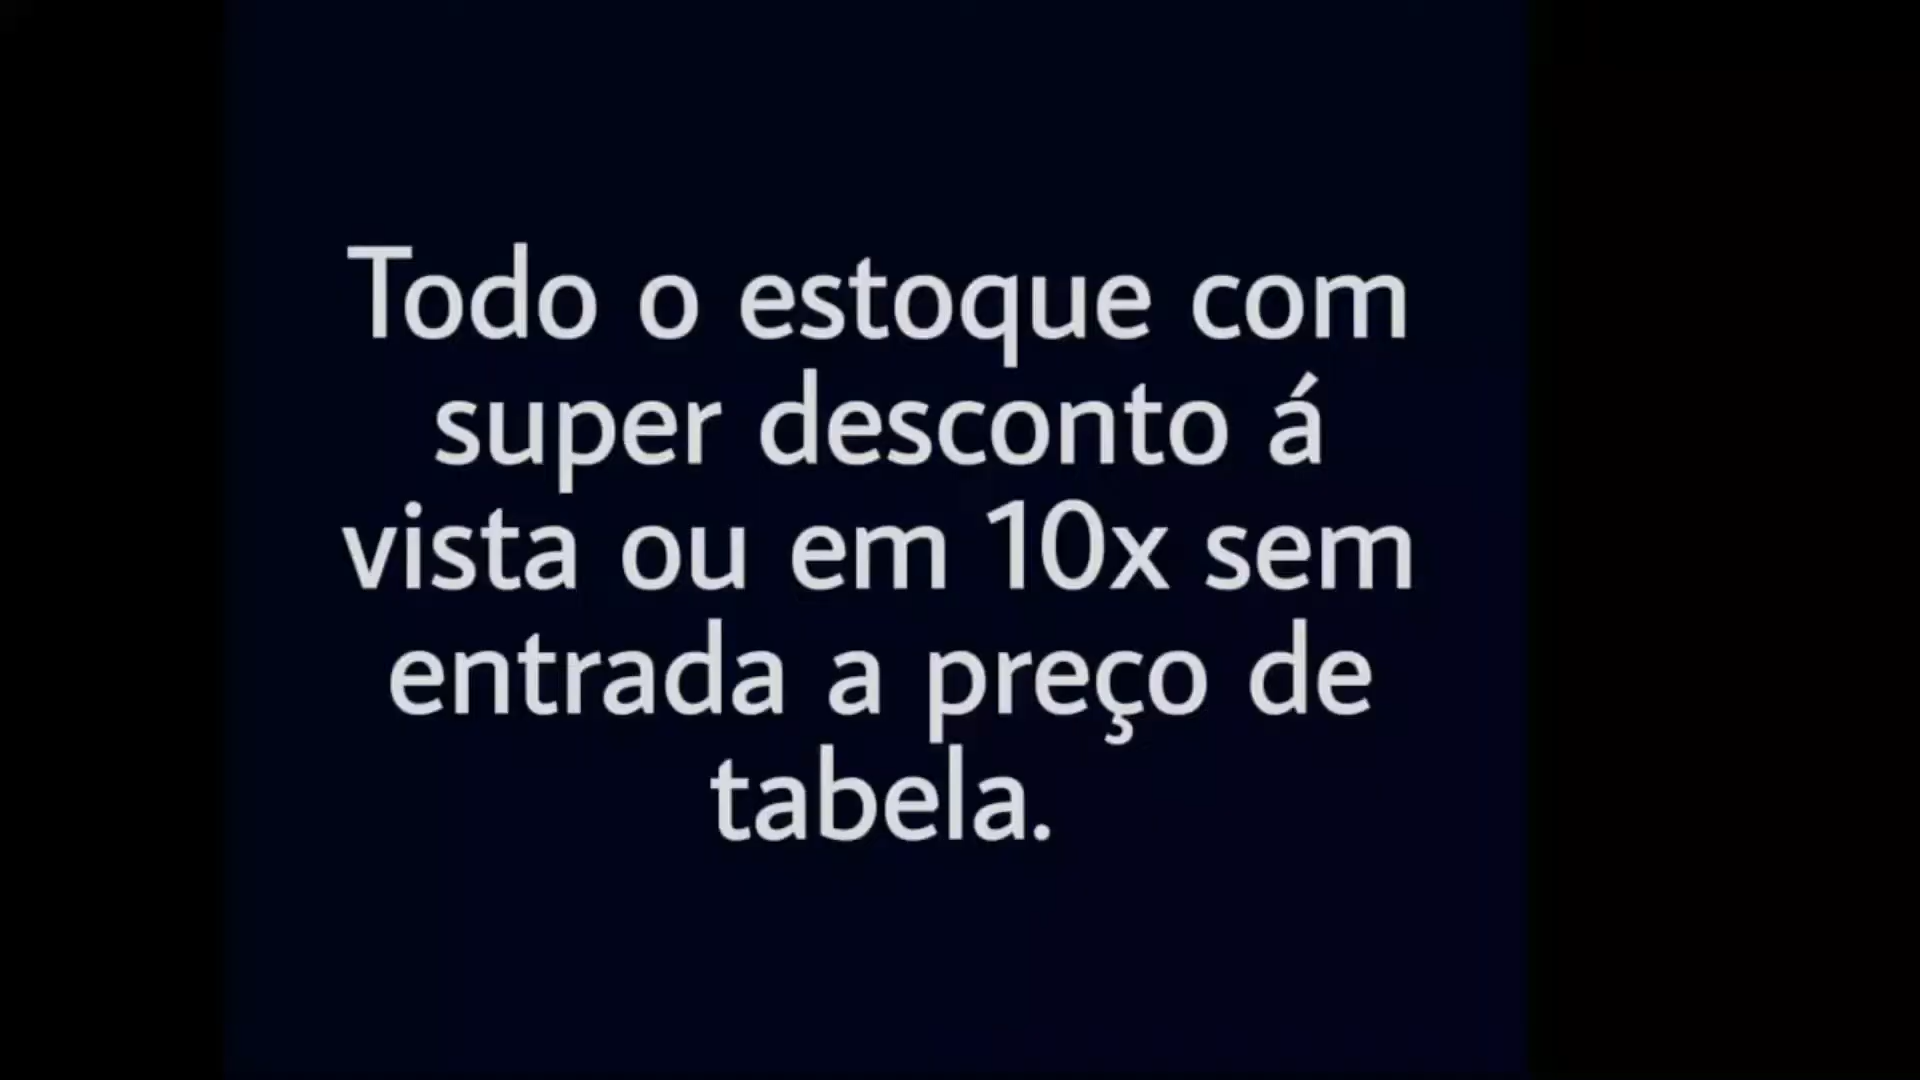 Todo o estoque com
super desconto á
vista ou em 10x sem
entrada a preço de
tabela.